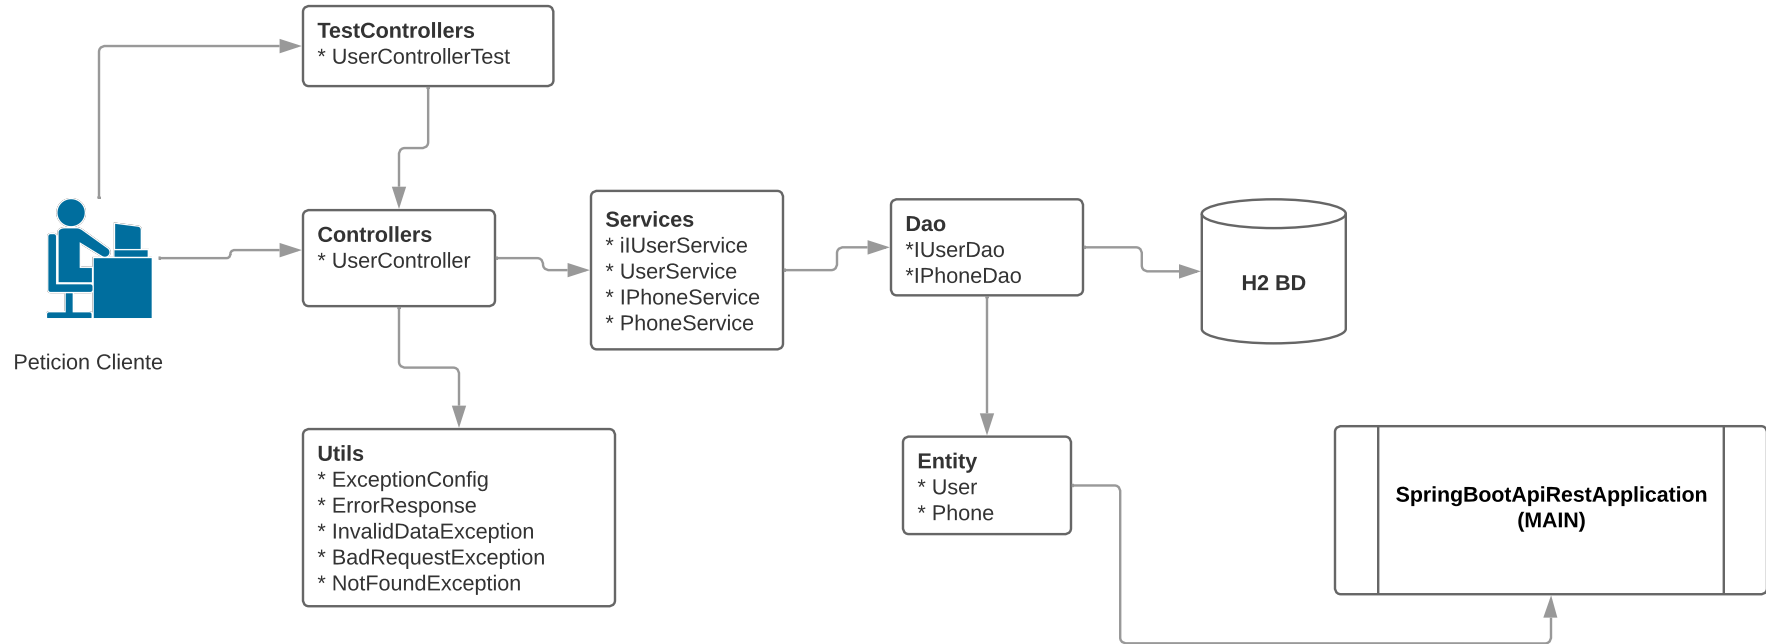 TestControllers
* UserControllerTest
Peticion Cliente
Controllers
* UserController
Services
* iIUserService
* UserService
* IPhoneService
* PhoneService
Dao
*IUserDao
*IPhoneDao
H2 BD
Utils
* ExceptionConfig
* ErrorResponse
* InvalidDataException
* BadRequestException
* NotFoundException
Entity
* User
* Phone
SpringBootApiRestApplication
(MAIN)